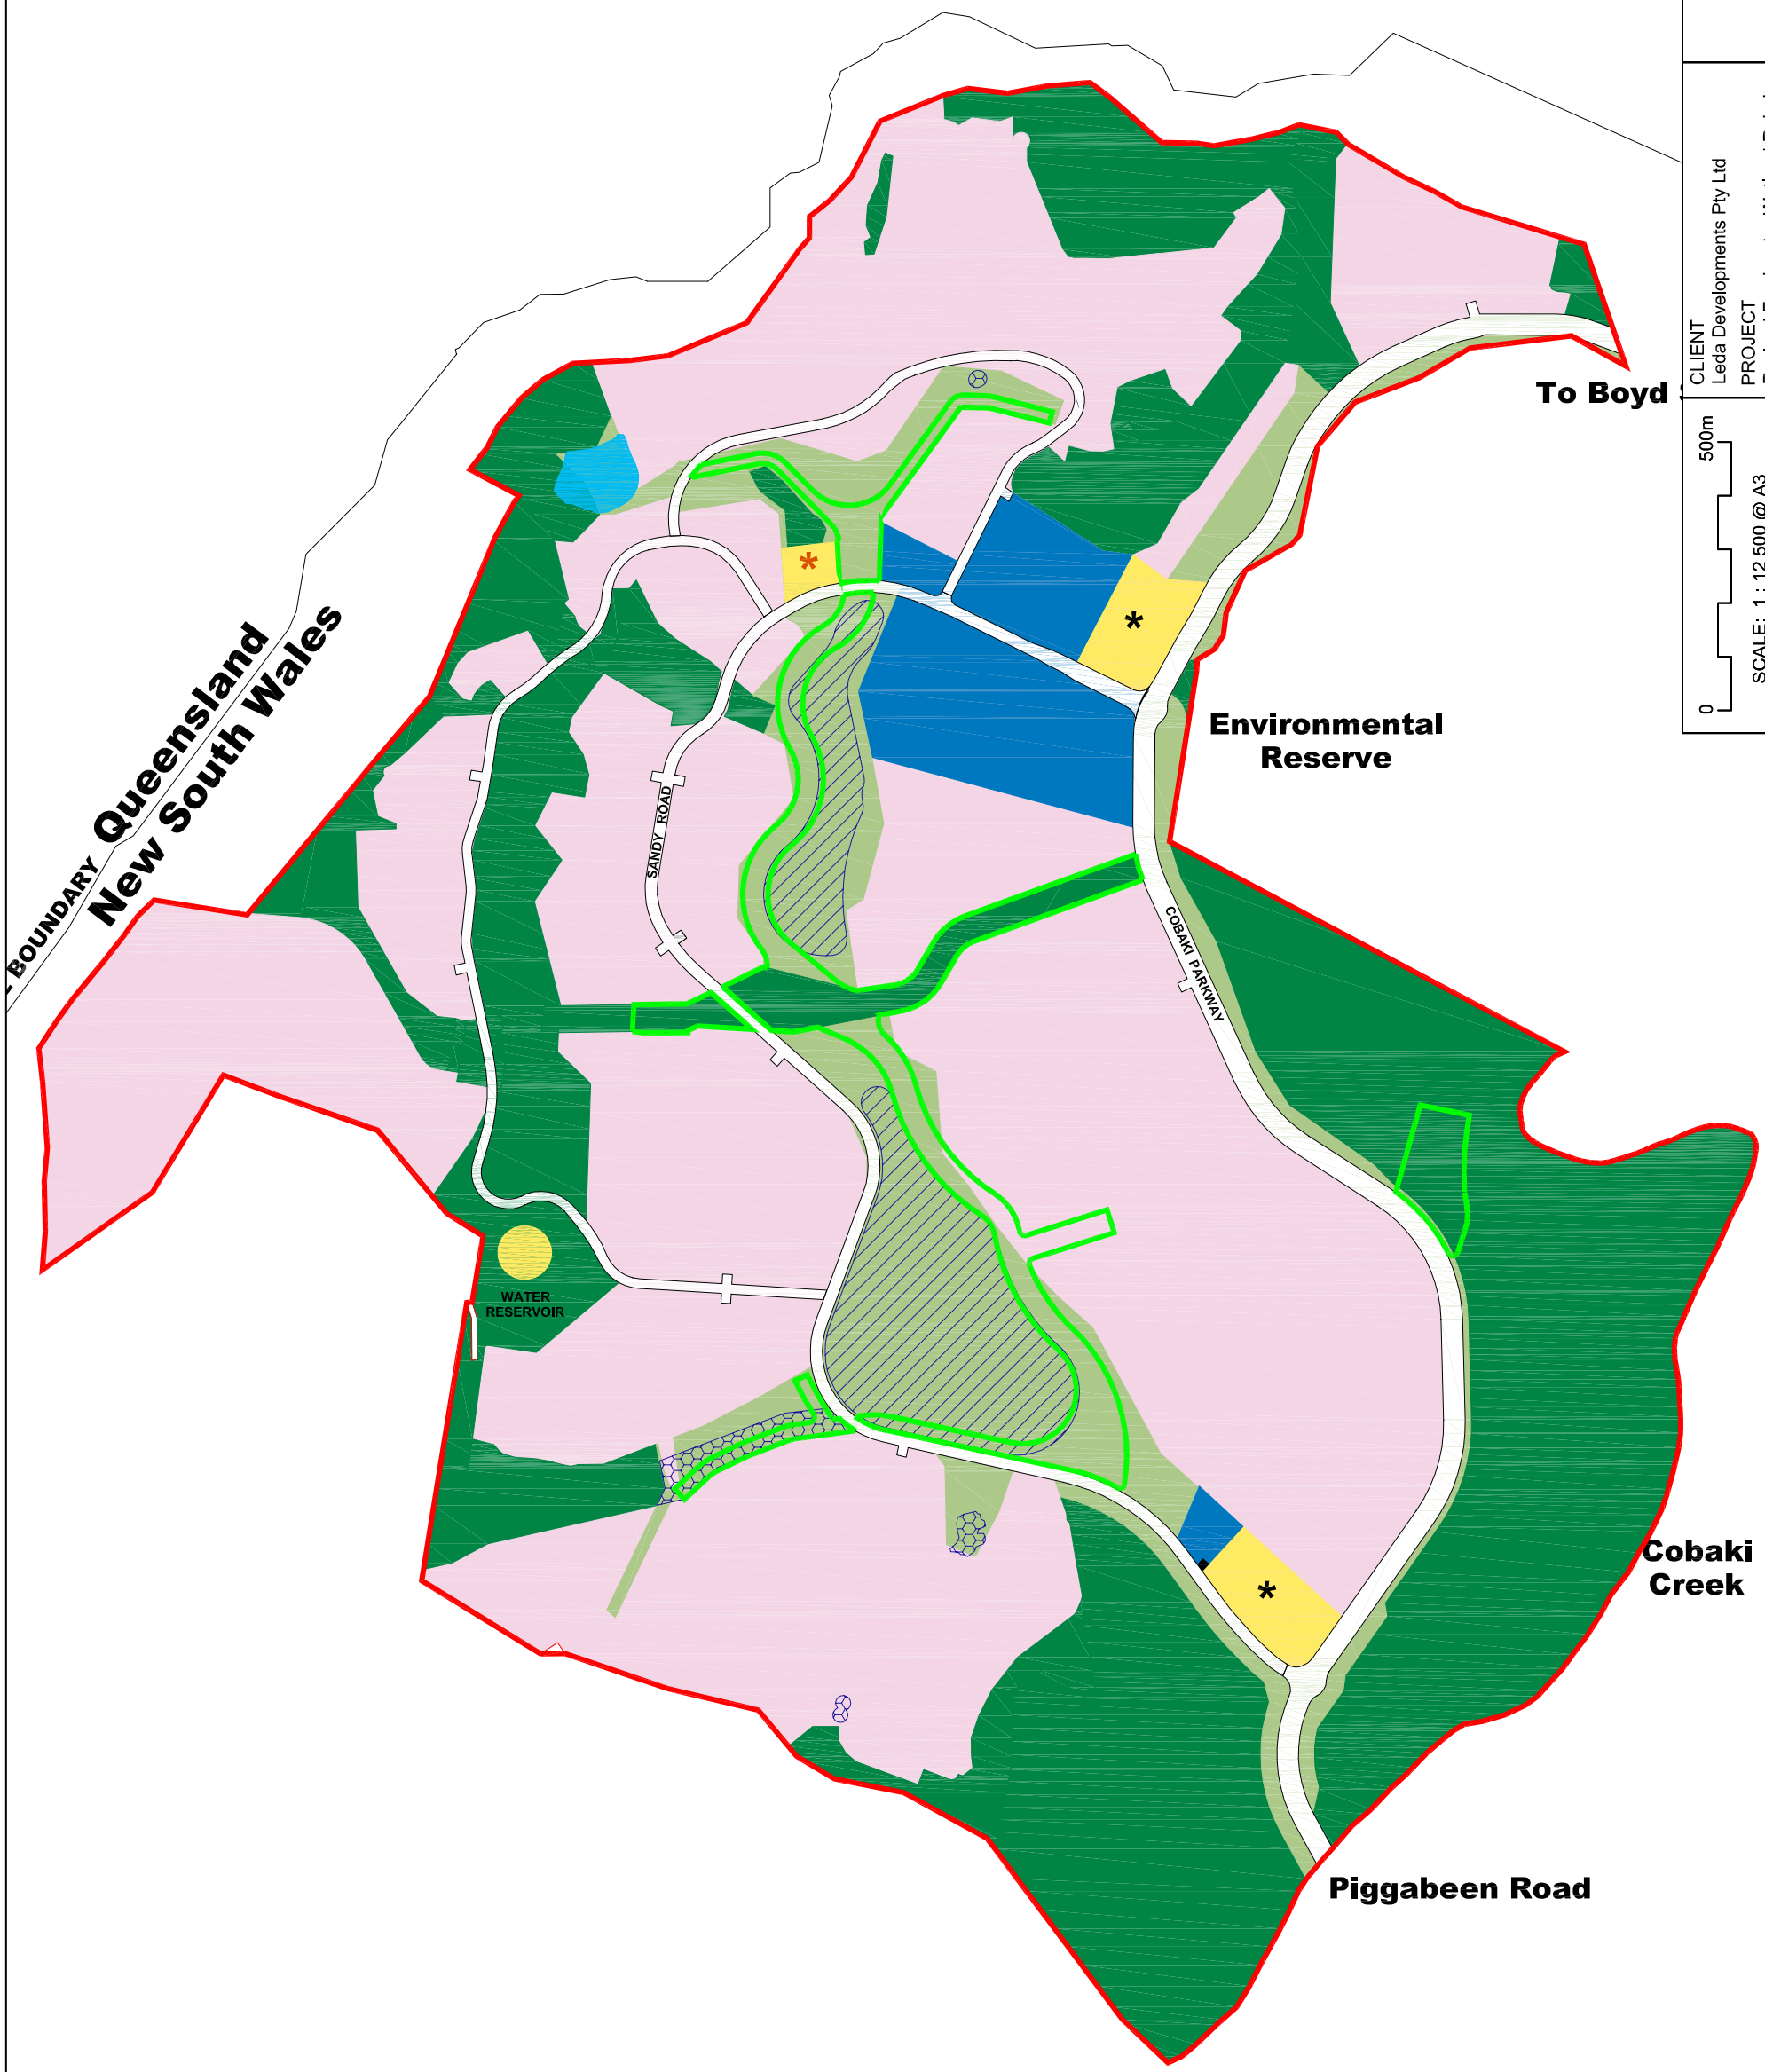 CLIENT
Leda Developments Pty Ltd
PROJECT
0
500m
SCALE: 1 : 12 500 @ A3
To Boyd
BOUNDARY
Queensland
New South Wales
Environmental
Reserve
SANDY ROAD
COBAKI PARKWAY
*
*
WATER
RESERVOIR
*
Cobaki
Creek
Piggabeen Road